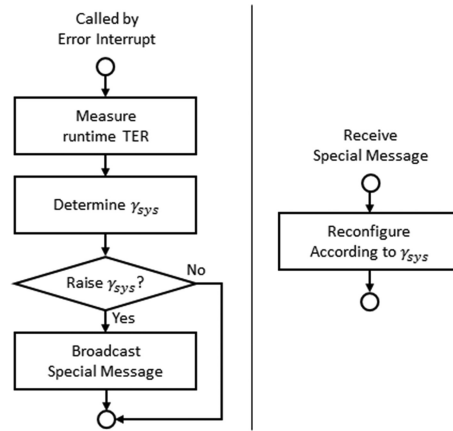 Called by
Error Interrupt
Measure
runtime TER
Determine γsys
Raise γsys?
No
Yes
Broadcast
Special Message
Receive
Special Message
Reconfigure
According to γsys